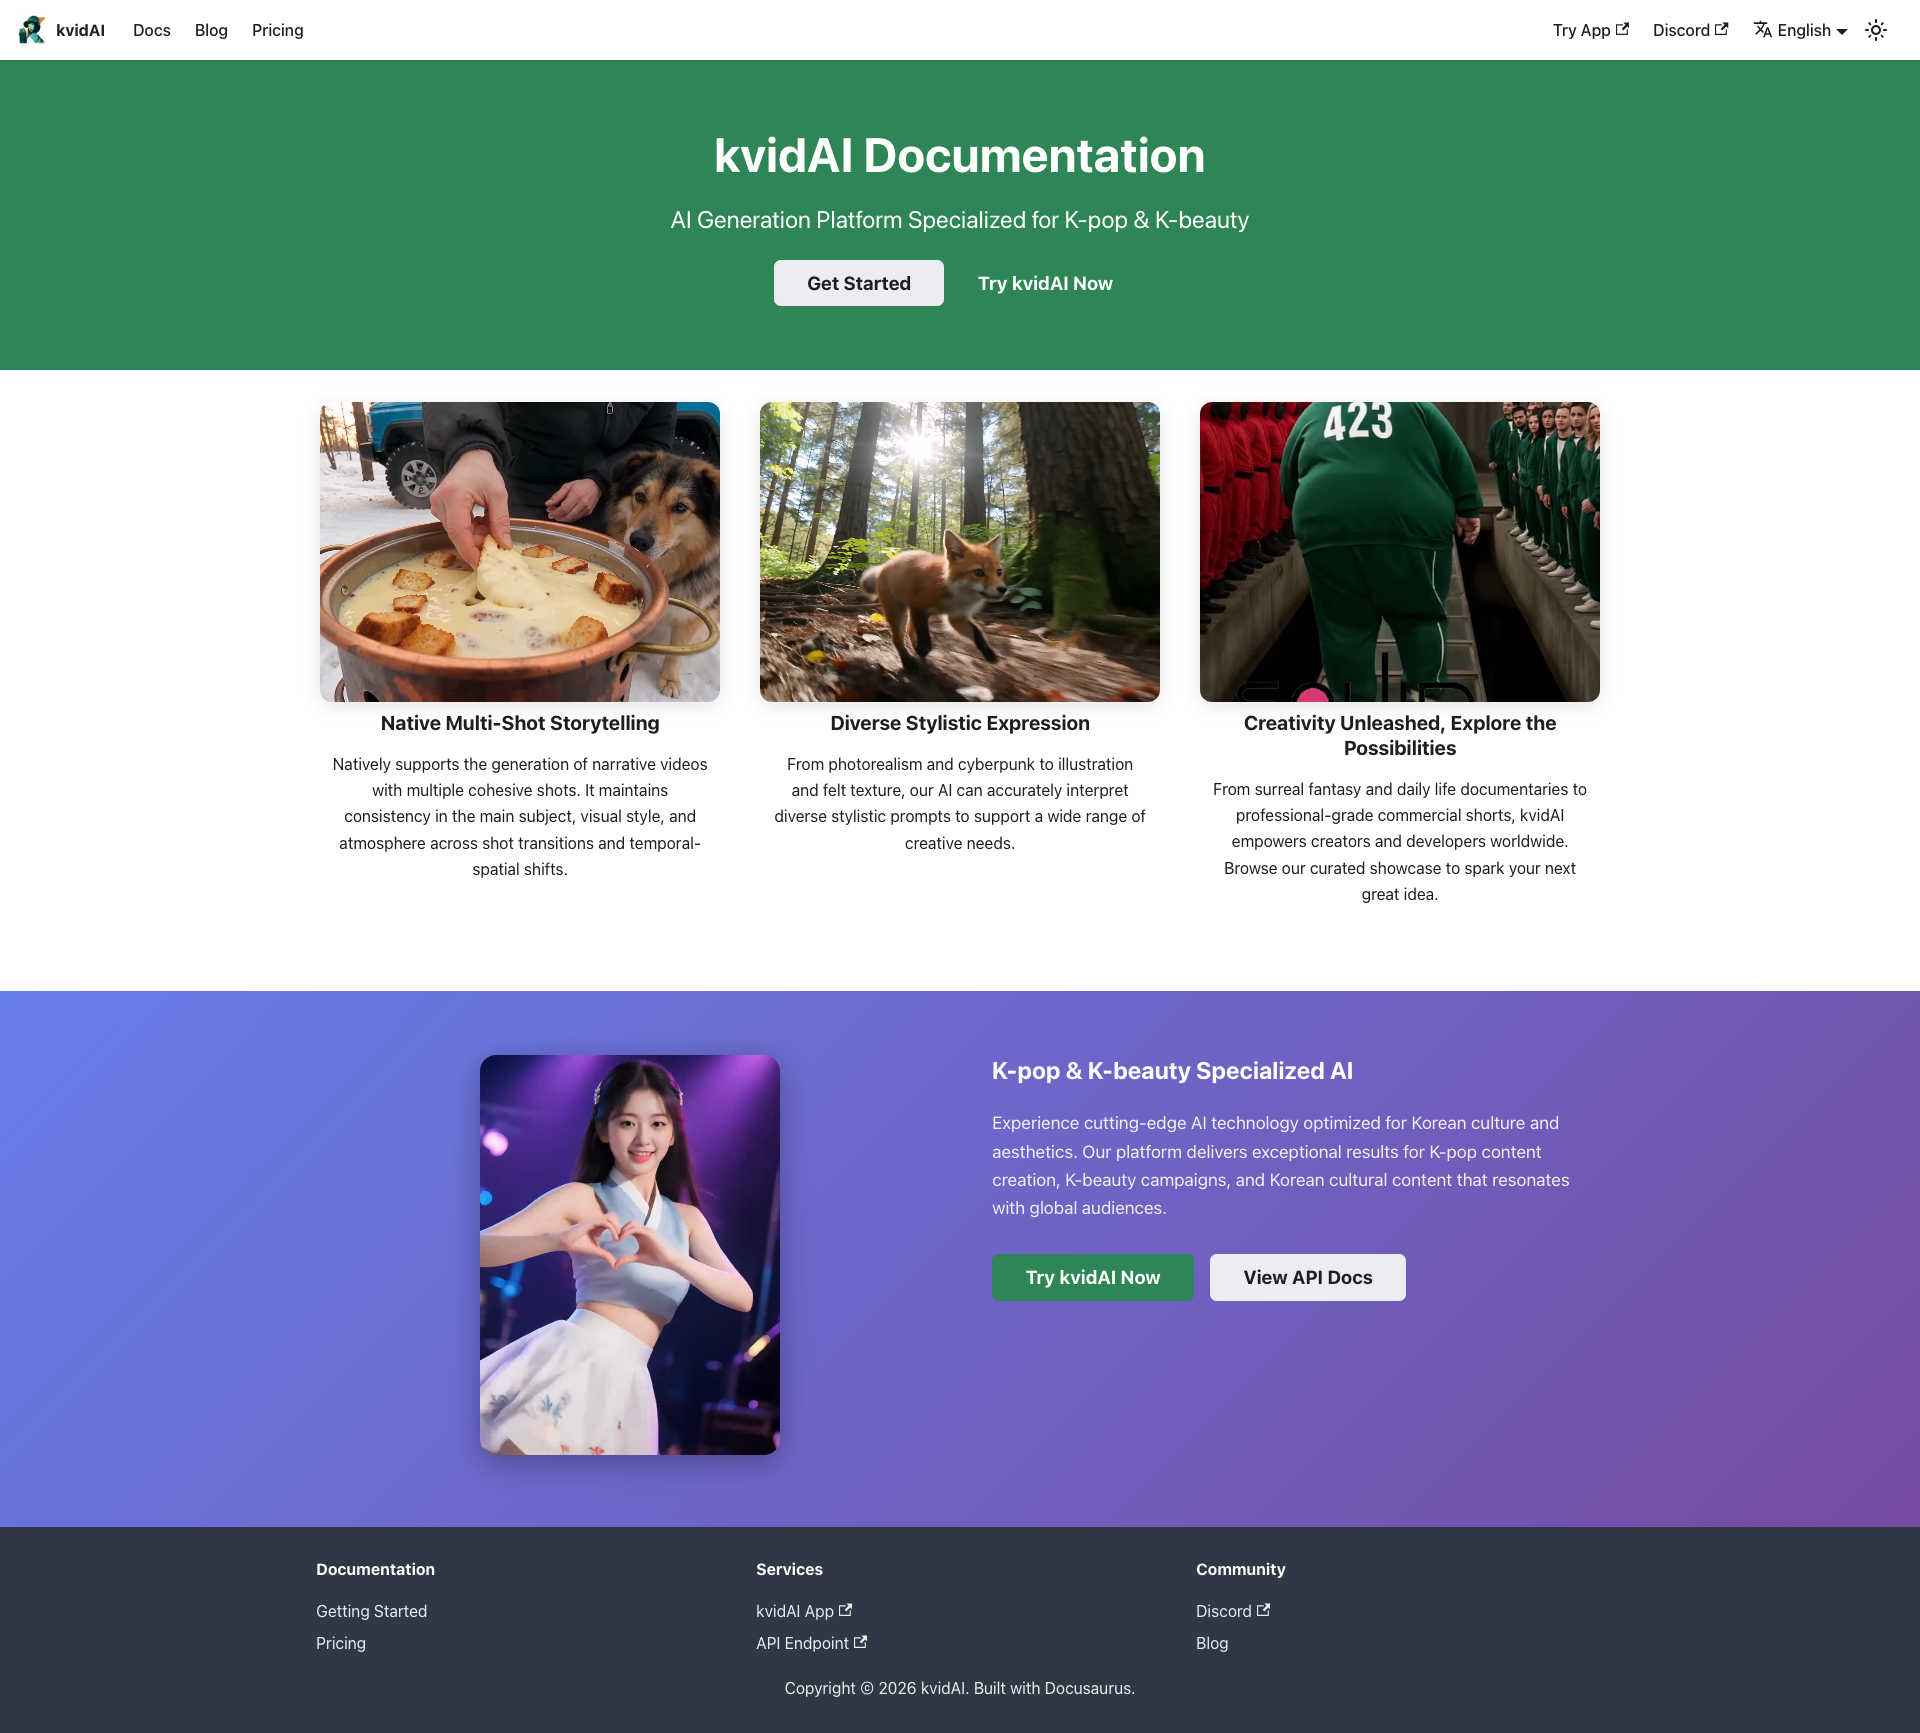 kvidAI
Docs
Blog
Pricing
Try App
Discord
English
kvidAI Documentation
AI Generation Platform Specialized for K-pop & K-beauty
Get Started
Try kvidAI Now
423
Native Multi-Shot Storytelling
Natively supports the generation of narrative videos
with multiple cohesive shots. It maintains
consistency in the main subject, visual style, and
atmosphere across shot transitions and temporal-
spatial shifts.
Diverse Stylistic Expression
From photorealism and cyberpunk to illustration
and felt texture, our AI can accurately interpret
diverse stylistic prompts to support a wide range of
creative needs.
Creativity Unleashed, Explore the
Possibilities
From surreal fantasy and daily life documentaries to
professional-grade commercial shorts, kvidAI
empowers creators and developers worldwide.
Browse our curated showcase to spark your next
great idea.
K-pop & K-beauty Specialized AI
Experience cutting-edge AI technology optimized for Korean culture and
aesthetics. Our platform delivers exceptional results for K-pop content
creation, K-beauty campaigns, and Korean cultural content that resonates
with global audiences.
Try kvidAI Now
View API Docs
Documentation
Getting Started
Pricing
Services
kvidAI App
API Endpoint
Community
Discord
Blog
Copyright © 2026 kvidAI. Built with Docusaurus.